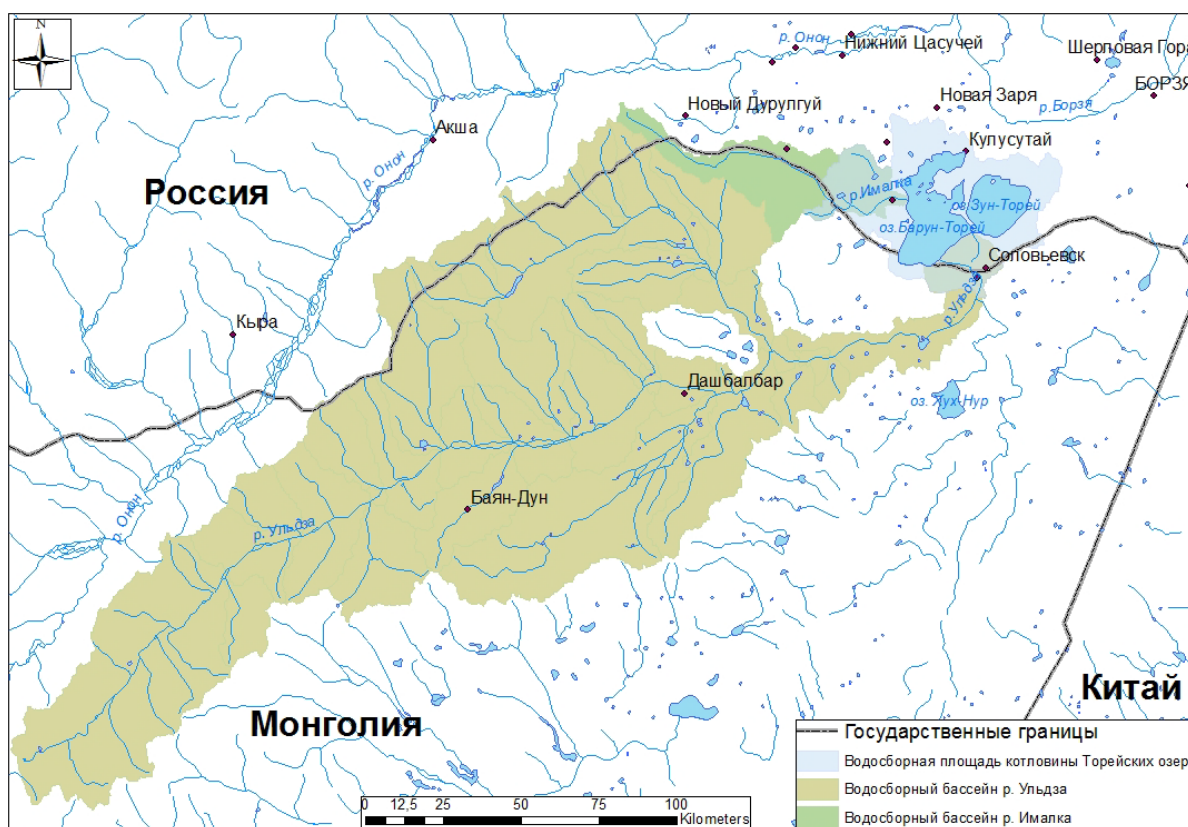 N
р. Онон
Нижний Цасучей
Шерловая Гора
БОРЗЯ
Новая Заря
р.Борзя
Новый Дурулгуй
Акша
Кулусутай
р. Онон
Россия
р.Ималка
оз.Зун-Торей
оз.Барун-Торей
Соловьевск
р.Ульдза
Кыра
Дашбалбар
оз. Хух-Нур
Баян-Дун
р. Онон
р. Ульдза
Китай
Монголия
Государственные границы
Водосборная площадь котловины Торейских озер
Водосборный бассейн р. Ульдза
Водосборный бассейн р. Ималка
0 12,5 25 50 75 100
Kilometers